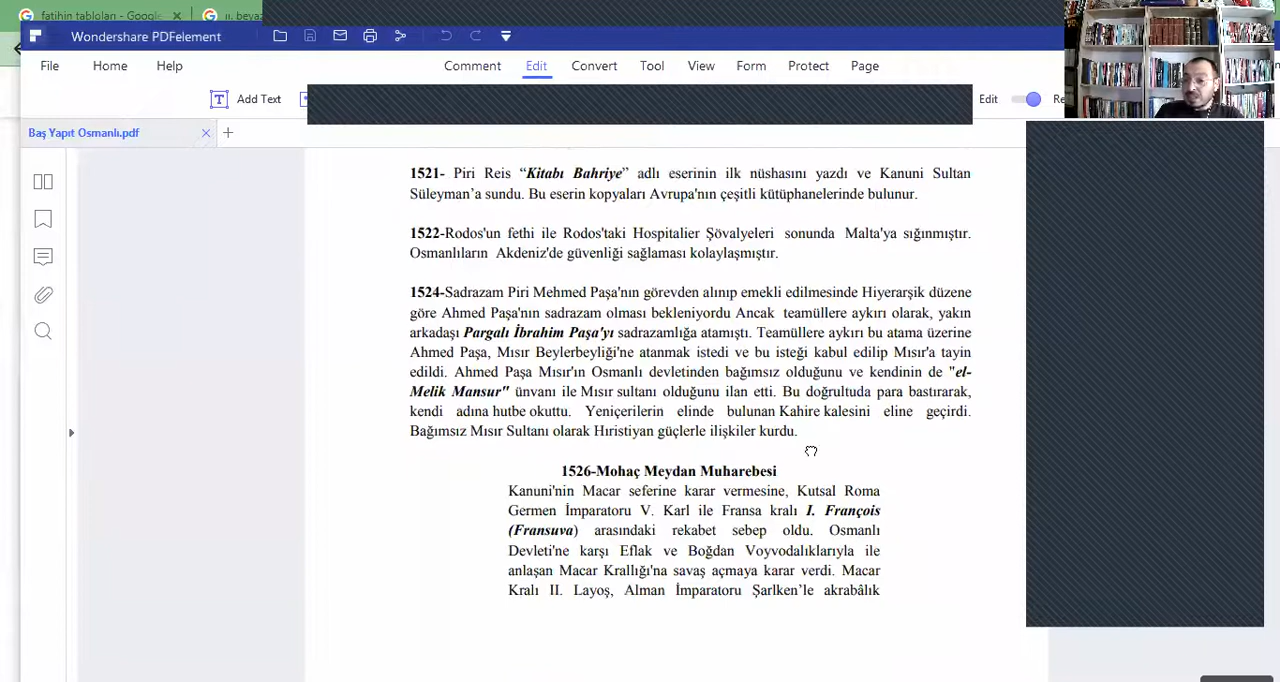 fatihin tabloları - Google
ıı. beyaz
Wondershare PDFelement
File Home Help Comment Edit Convert Tool View Form Protect Page
Add Text Edit
Baş Yapıt Osmanlı.pdf
1521- Piri Reis “Kitabı Bahriye” adlı eserinin ilk nüshasını yazdı ve Kanuni Sultan
Süleyman’a sundu. Bu eserin kopyaları Avrupa'nın çeşitli kütüphanelerinde bulunur.
1522-Rodos'un fethi ile Rodos'taki Hospitalier Şövalyeleri sonunda Malta'ya sığınmıştır.
Osmanlıların Akdeniz'de güvenliği sağlaması kolaylaşmıştır.
1524-Sadrazam Piri Mehmed Paşa'nın görevden alınıp emekli edilmesinde Hiyerarşik düzene
göre Ahmed Paşa'nın sadrazam olması bekleniyordu Ancak teamüllere aykırı olarak, yakın
arkadaşı Pargalı İbrahim Paşa'yı sadrazamlığa atamıştı. Teamüllere aykırı bu atama üzerine
Ahmed Paşa, Mısır Beylerbeyliği'ne atanmak istedi ve bu isteği kabul edilip Mısır'a tayin
edildi. Ahmed Paşa Mısır'ın Osmanlı devletinden bağımsız olduğunu ve kendinin de "el-
Melik Mansur" ünvanı ile Mısır sultanı olduğunu ilan etti. Bu doğrultuda para bastırarak,
kendi adına hutbe okuttu. Yeniçerilerin elinde bulunan Kahire kalesini eline geçirdi.
Bağımsız Mısır Sultanı olarak Hıristiyan güçlerle ilişkiler kurdu.
1526-Mohaç Meydan Muharebesi
Kanuni'nin Macar seferine karar vermesine, Kutsal Roma
Germen İmparatoru V. Karl ile Fransa kralı I. François
(Fransuva) arasındaki rekabet sebep oldu. Osmanlı
Devleti'ne karşı Eflak ve Boğdan Voyvodalıklarıyla ile
anlaşan Macar Krallığı'na savaş açmaya karar verdi. Macar
Kralı II. Layoş, Alman İmparatoru Şarlken’le akrabâlık